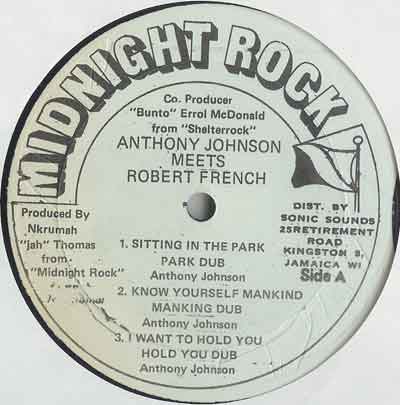 MIDNIGHT ROCK
Co. Producer
"Bunto" Errol McDonald
from "Shelterrock"
ANTHONY JOHNSON
MEETS
ROBERT FRENCH
Produced By
Nkrumah
"Jah" Thomas
from
"Midnight Rock"
DIST. BY
SONIC SOUNDS
25RETIREMENT
ROAD
KINGSTON 5,
JAMAICA WI
Side A
1. SITTING IN THE PARK
PARK DUB
Anthony Johnson
2. KNOW YOURSELF MANKIND
MANKING DUB
Anthony Johnson
3. I WANT TO HOLD YOU
HOLD YOU DUB
Anthony Johnson